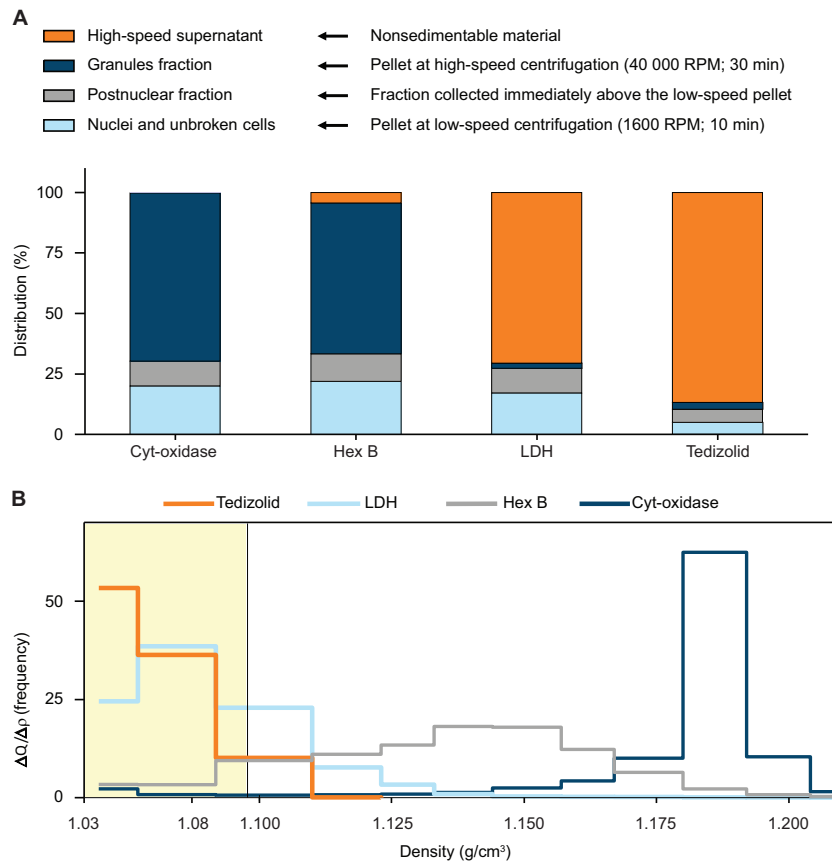 A
High-speed supernatant ← Nonsedimentable material
Granules fraction ← Pellet at high-speed centrifugation (40 000 RPM; 30 min)
Postnuclear fraction ← Fraction collected immediately above the low-speed pellet
Nuclei and unbroken cells ← Pellet at low-speed centrifugation (1600 RPM; 10 min)
Distribution (%)
100
75
50
25
0
Cyt-oxidase Hex B LDH Tedizolid
B
Tedizolid LDH Hex B Cyt-oxidase
ΔQ/Δρ (frequency)
50
25
0
1.03 1.08 1.100 1.125 1.150 1.175 1.200
Density (g/cm³)